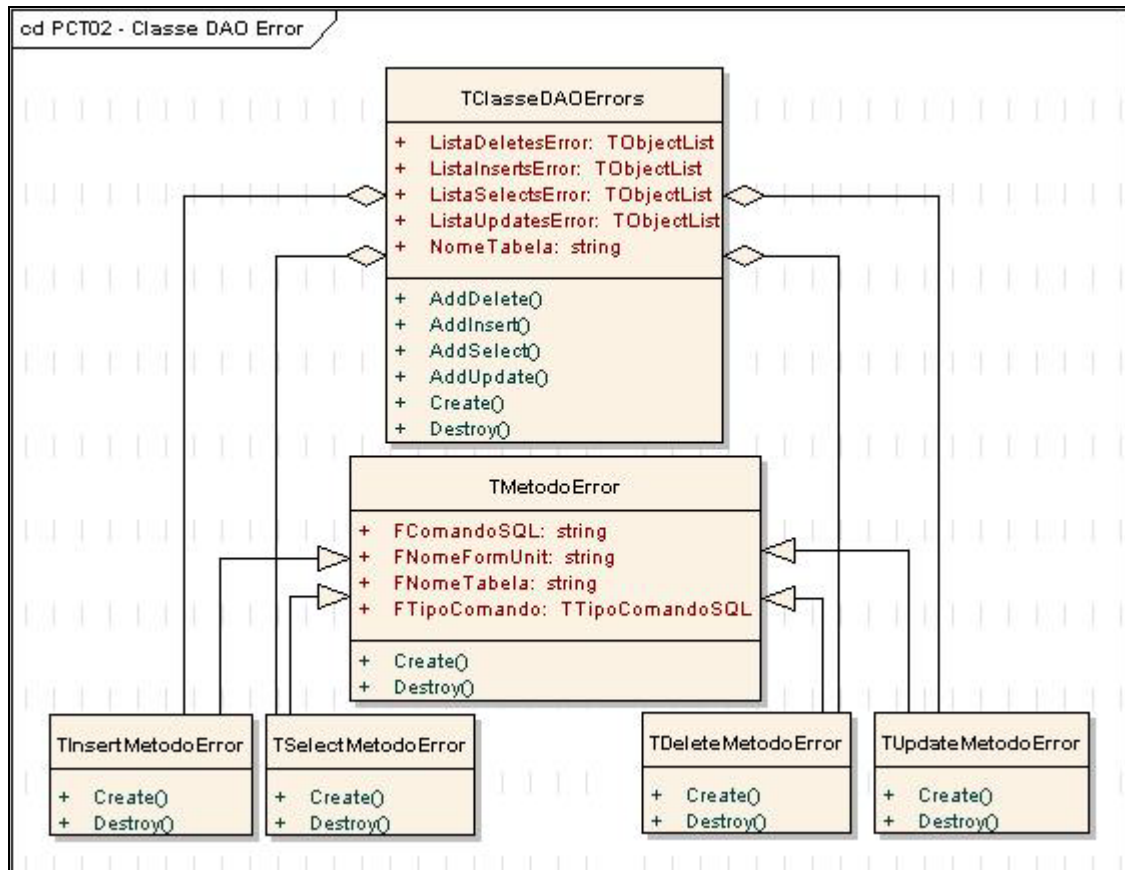 cd PCT02 - Classe DAO Error
TClasseDAOErrors
+ ListaDeletesError: TObjectList
+ ListaInsertsError: TObjectList
+ ListaSelectsError: TObjectList
+ ListaUpdatesError: TObjectList
+ NomeTabela: string
+ AddDelete()
+ AddInsert()
+ AddSelect()
+ AddUpdate()
+ Create()
+ Destroy()
TMetodoError
+ FComandoSQL: string
+ FNomeFormUnit: string
+ FNomeTabela: string
+ FTipoComando: TTipoComandoSQL
+ Create()
+ Destroy()
TInsertMetodoError
+ Create()
+ Destroy()
TSelectMetodoError
+ Create()
+ Destroy()
TDeleteMetodoError
+ Create()
+ Destroy()
TUpdateMetodoError
+ Create()
+ Destroy()